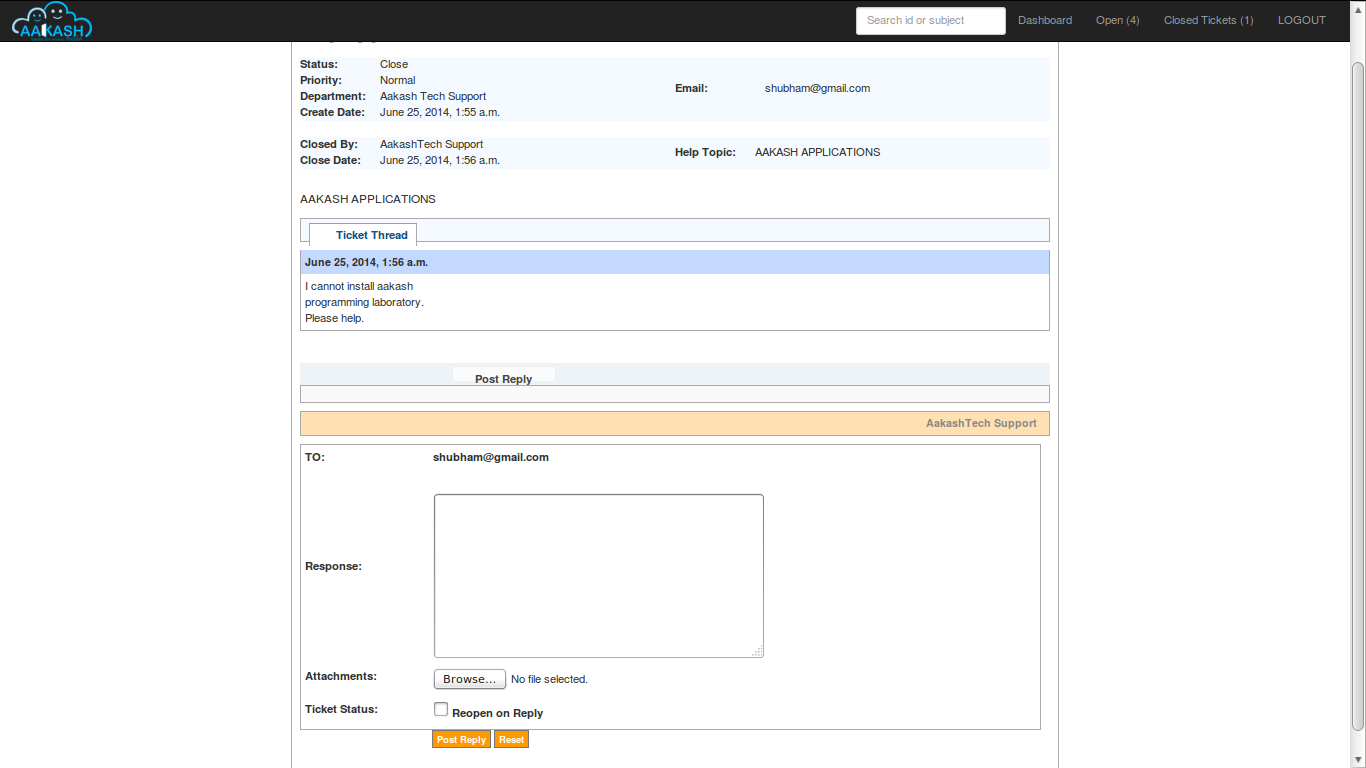 AAKASH
Search id or subject
Dashboard
Open (4)
Closed Tickets (1)
LOGOUT
Status: Close
Priority: Normal
Department: Aakash Tech Support
Create Date: June 25, 2014, 1:55 a.m.
Email: shubham@gmail.com
Closed By: AakashTech Support
Close Date: June 25, 2014, 1:56 a.m.
Help Topic: AAKASH APPLICATIONS
AAKASH APPLICATIONS
Ticket Thread
June 25, 2014, 1:56 a.m.
I cannot install aakash
programming laboratory.
Please help.
Post Reply
AakashTech Support
TO: shubham@gmail.com
Response:
Attachments: Browse... No file selected.
Ticket Status: Reopen on Reply
Post Reply Reset